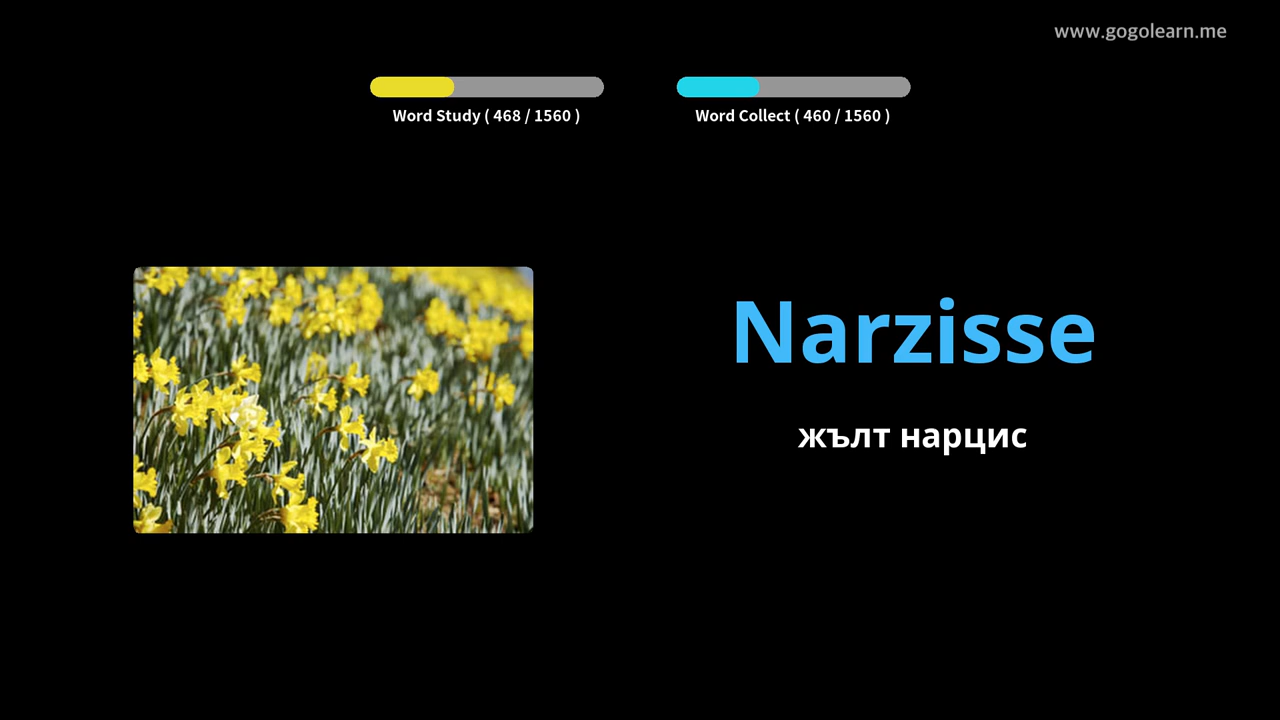 www.gogolearn.me
Word Study ( 468 / 1560 )
Word Collect ( 460 / 1560 )
Narzisse
жълт нарцис